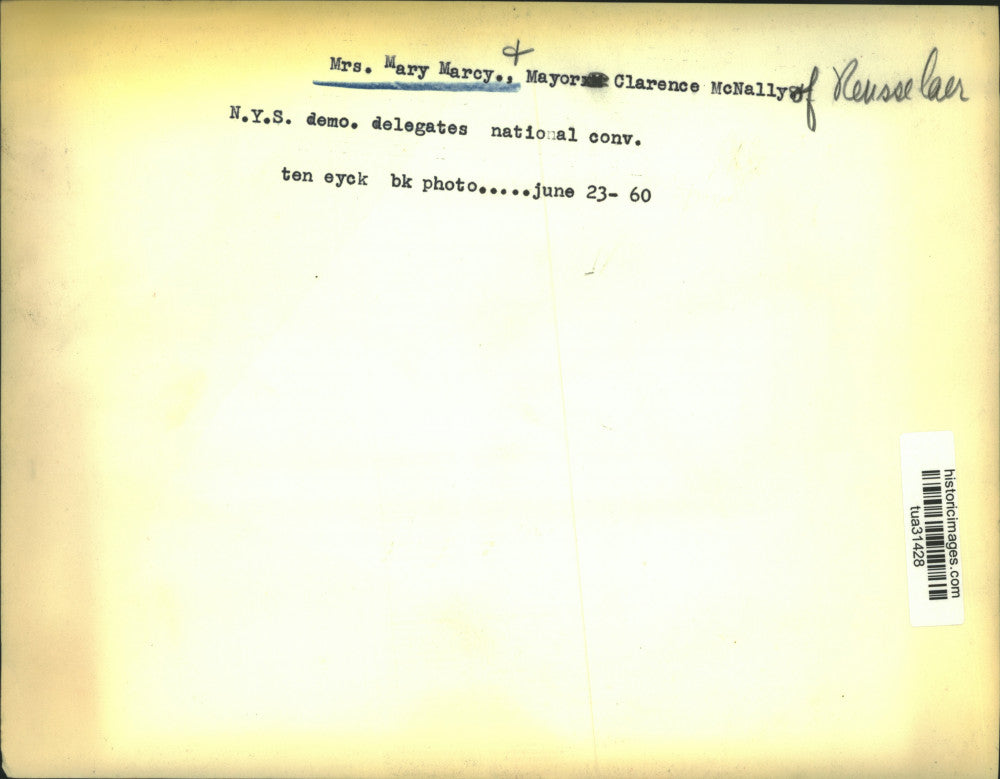 Mrs. Mary Marcy., + Mayor Clarence McNally of Rensselaer
N.Y.S. demo. delegates national conv.
ten eyck bk photo.....june 23- 60
historicimages.com
tua31428